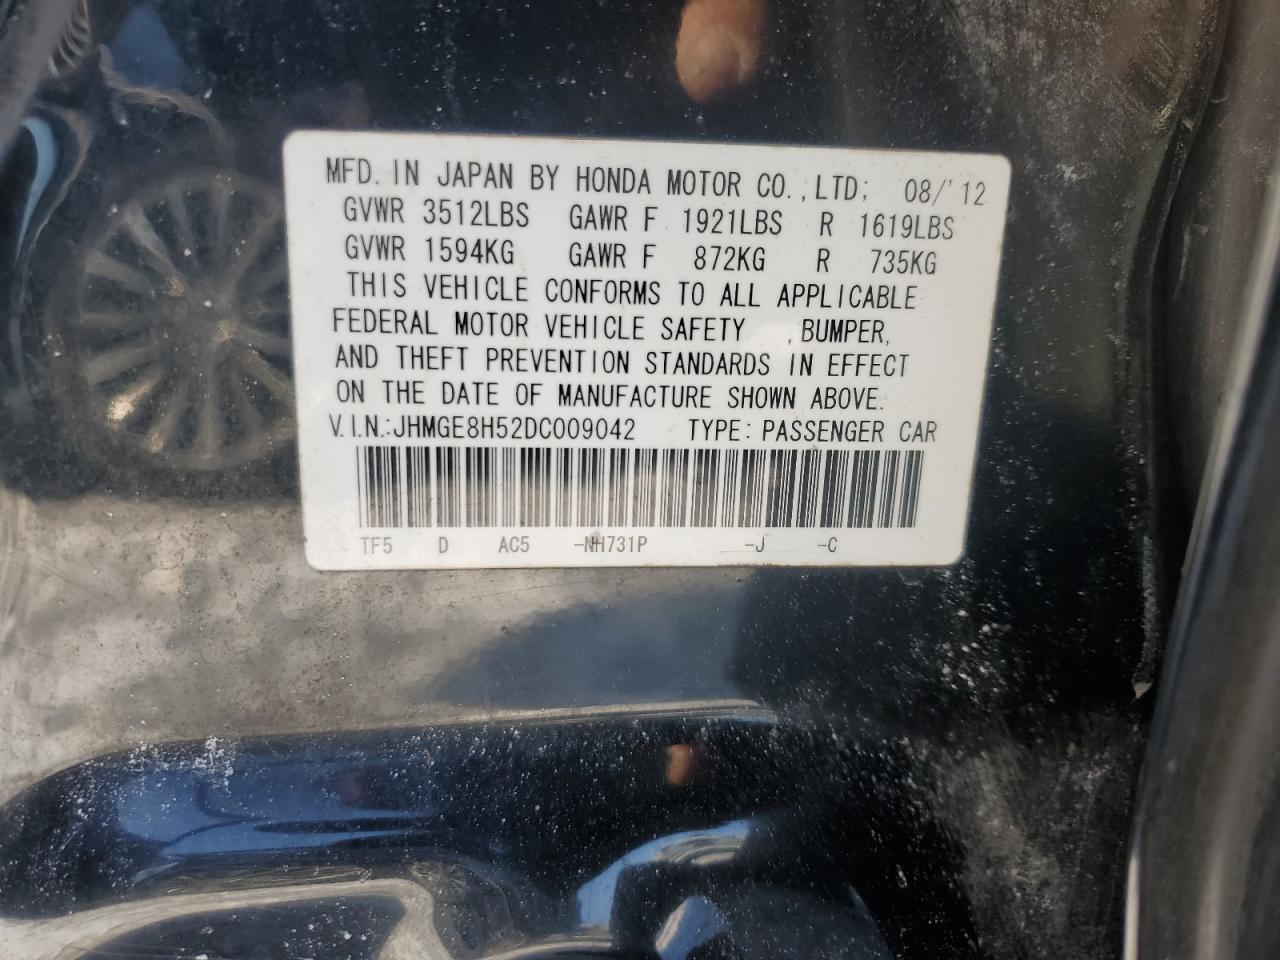 MFD. IN JAPAN BY HONDA MOTOR CO.,LTD; 08/'12
GVWR 3512LBS GAWR F 1921LBS R 1619LBS
GVWR 1594KG GAWR F 872KG R 735KG
THIS VEHICLE CONFORMS TO ALL APPLICABLE
FEDERAL MOTOR VEHICLE SAFETY ,BUMPER,
AND THEFT PREVENTION STANDARDS IN EFFECT
ON THE DATE OF MANUFACTURE SHOWN ABOVE.
V.I.N.:JHMGE8H52DC009042 TYPE:PASSENGER CAR
TF5 D AC5 -NH731P -J -C